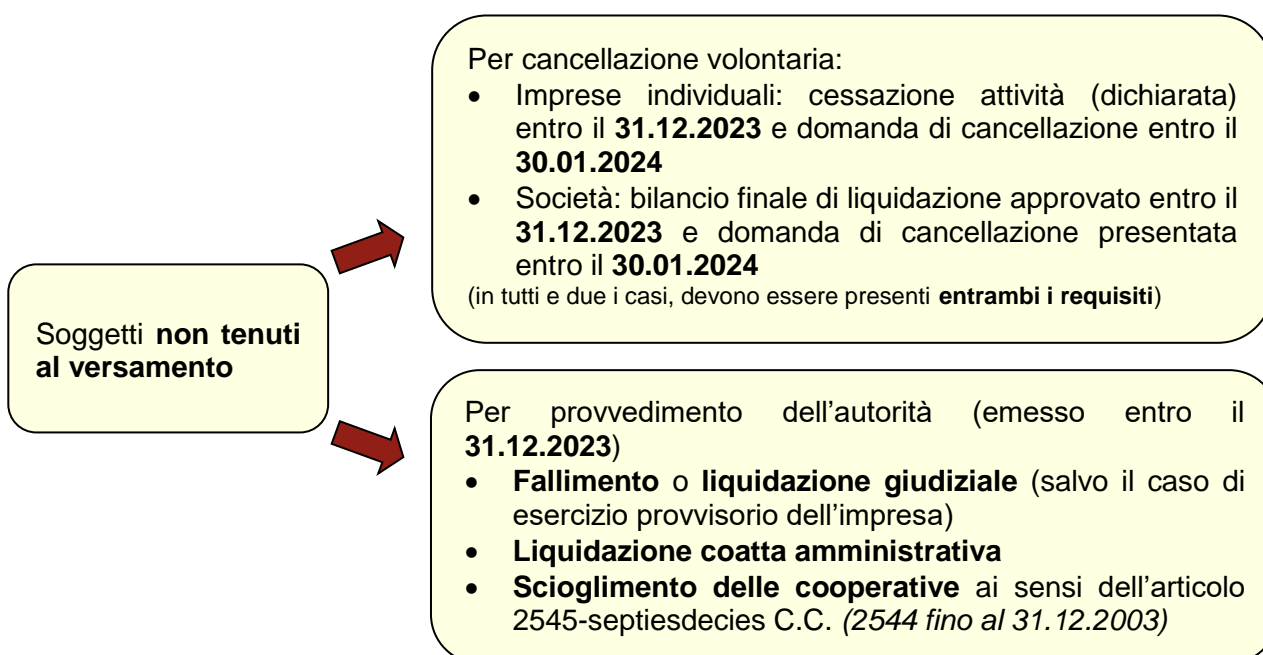 Per cancellazione volontaria:
• Imprese individuali: cessazione attività (dichiarata)
entro il 31.12.2023 e domanda di cancellazione entro il
30.01.2024
• Società: bilancio finale di liquidazione approvato entro il
31.12.2023 e domanda di cancellazione presentata
entro il 30.01.2024
(in tutti e due i casi, devono essere presenti entrambi i requisiti)
Soggetti non tenuti
al versamento
Per provvedimento dell’autorità (emesso entro il
31.12.2023)
• Fallimento o liquidazione giudiziale (salvo il caso di
esercizio provvisorio dell’impresa)
• Liquidazione coatta amministrativa
• Scioglimento delle cooperative ai sensi dell’articolo
2545-septiesdecies C.C. (2544 fino al 31.12.2003)